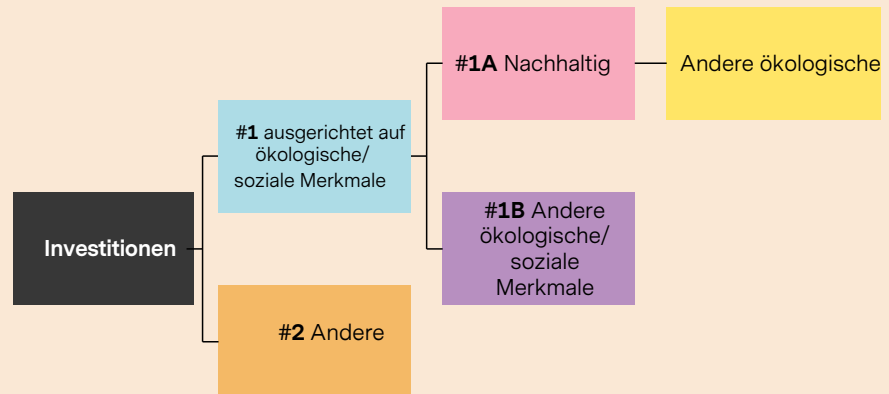 Investitionen
#1 ausgerichtet auf
ökologische/
soziale Merkmale
#2 Andere
#1A Nachhaltig
#1B Andere
ökologische/
soziale
Merkmale
Andere ökologische